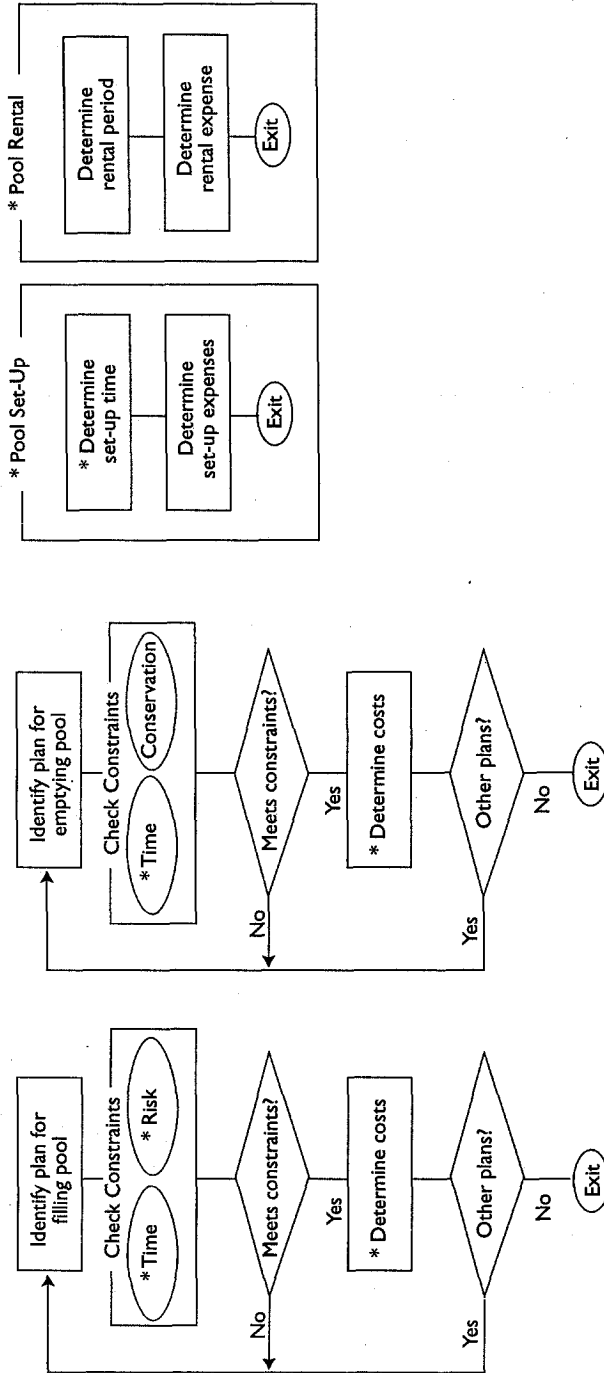 Identify plan for
filling pool
Check Constraints
* Time
* Risk
Meets constraints?
No
Yes
* Determine costs
Other plans?
Yes
No
Exit
Identify plan for
emptying pool
Check Constraints
* Time
Conservation
Meets constraints?
No
Yes
* Determine costs
Other plans?
Yes
No
Exit
* Pool Set-Up
* Determine
set-up time
Determine
set-up expenses
Exit
* Pool Rental
Determine
rental period
Determine
rental expense
Exit